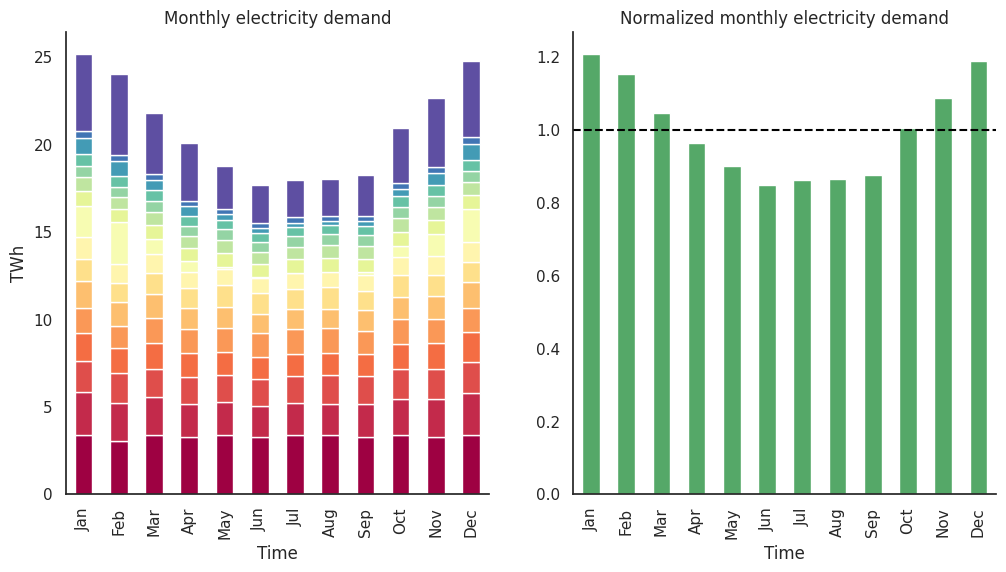 Monthly electricity demand
TWh
25
20
15
10
5
0
Jan Feb Mar Apr May Jun Jul Aug Sep Oct Nov Dec
Time
Normalized monthly electricity demand
1.2
1.0
0.8
0.6
0.4
0.2
0.0
Jan Feb Mar Apr May Jun Jul Aug Sep Oct Nov Dec
Time